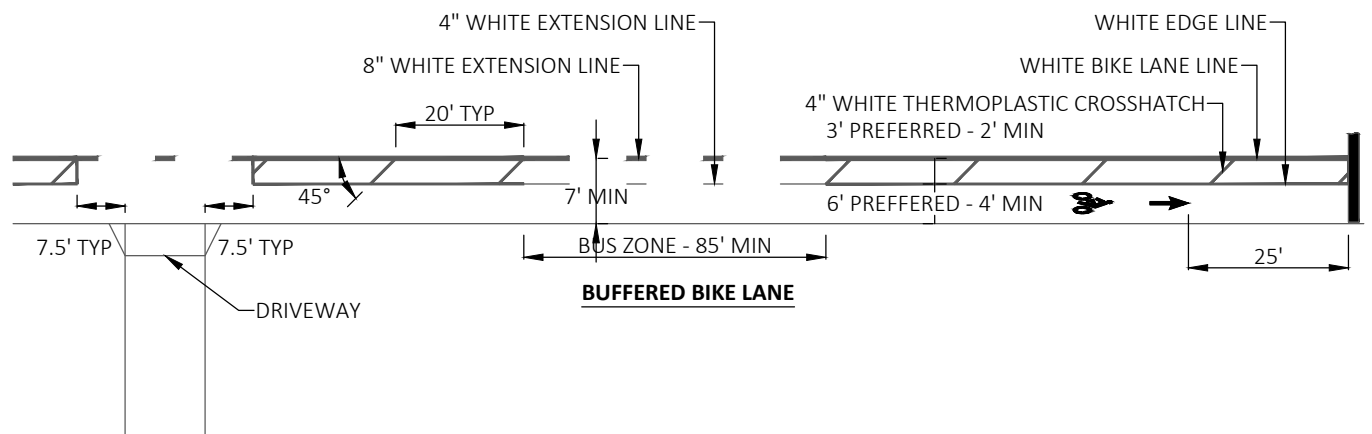 4" WHITE EXTENSION LINE
WHITE EDGE LINE
8" WHITE EXTENSION LINE
WHITE BIKE LANE LINE
4" WHITE THERMOPLASTIC CROSSHATCH
20' TYP
3' PREFERRED - 2' MIN
45°
7' MIN
6' PREFFERED - 4' MIN
7.5' TYP
7.5' TYP
BUS ZONE - 85' MIN
25'
BUFFERED BIKE LANE
DRIVEWAY